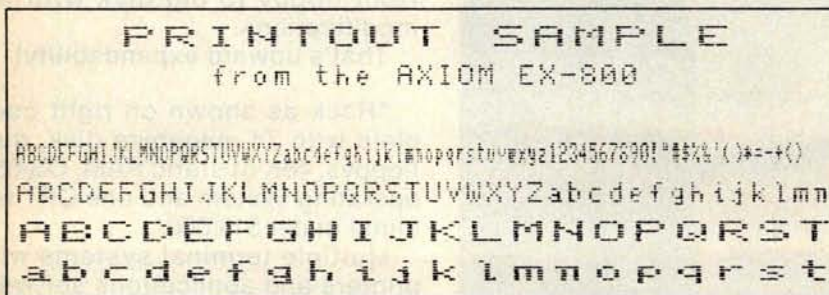 PRINTOUT SAMPLE
from the AXIOM EX-800
ABCDEFGHIJKLMNOPQRSTUVWXYZabcdefghijklmnopqrstuvwxyz1234567890!"#$%&'()*=-+()
ABCDEFGHIJKLMNOPQRSTUVWXYZabcdefghijklmn
ABCDEFGHIJKLMNOPQRST
abcdefghijklmnopqrst